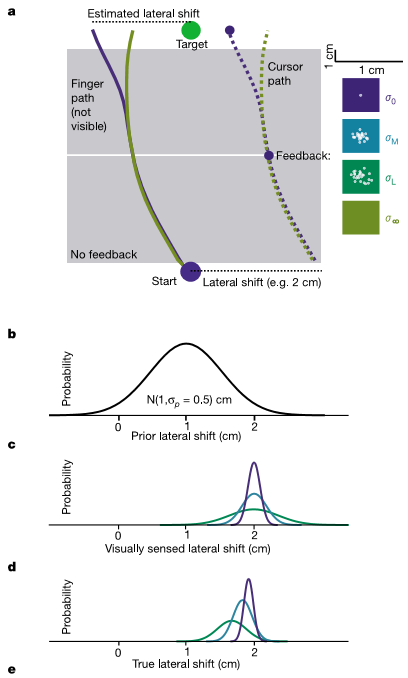 a
Estimated lateral shift
Target
1 cm
1 cm
Finger
path
(not
visible)
Cursor
path
σ0
σM
Feedback:
σL
σ∞
No feedback
Start
Lateral shift (e.g. 2 cm)
b
Probability
N(1,σp = 0.5) cm
0 1 2
Prior lateral shift (cm)
c
Probability
0 1 2
Visually sensed lateral shift (cm)
d
Probability
0 1 2
True lateral shift (cm)
e